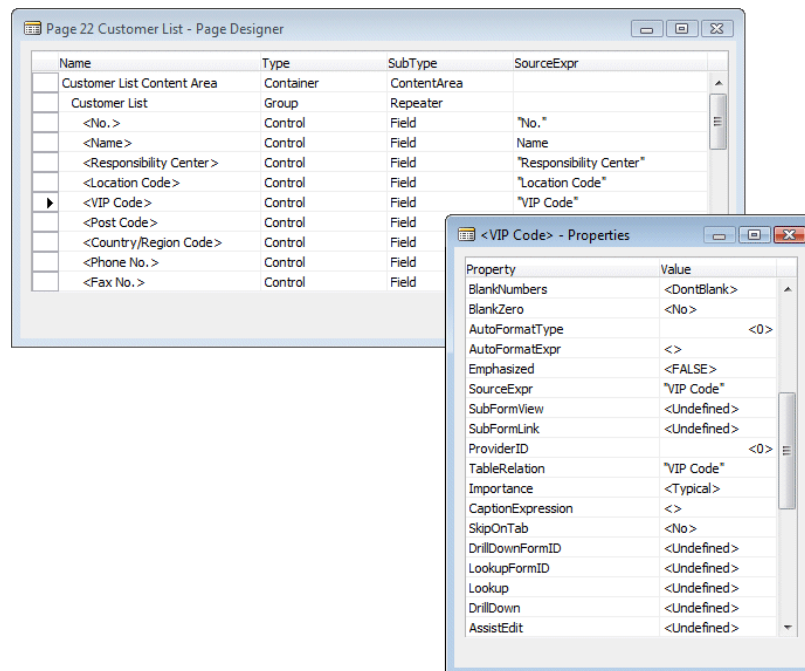 Page 22 Customer List - Page Designer
Name Type SubType SourceExpr
Customer List Content Area Container ContentArea
Customer List Group Repeater
<No.> Control Field "No."
<Name> Control Field Name
<Responsibility Center> Control Field "Responsibility Center"
<Location Code> Control Field "Location Code"
<VIP Code> Control Field "VIP Code"
<Post Code> Control Field
<Country/Region Code> Control Field
<Phone No.> Control Field
<Fax No.> Control Field
<VIP Code> - Properties
Property Value
BlankNumbers <DontBlank>
BlankZero <No>
AutoFormatType <0>
AutoFormatExpr <>
Emphasized <FALSE>
SourceExpr "VIP Code"
SubFormView <Undefined>
SubFormLink <Undefined>
ProviderID <0>
TableRelation "VIP Code"
Importance <Typical>
CaptionExpression <>
SkipOnTab <No>
DrillDownFormID <Undefined>
LookupFormID <Undefined>
Lookup <Undefined>
DrillDown <Undefined>
AssistEdit <Undefined>